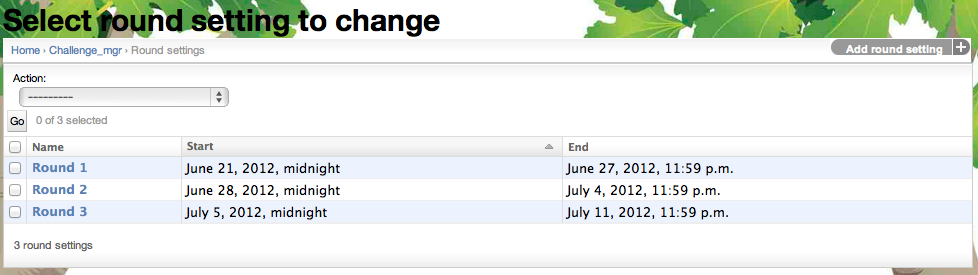 Select round setting to change
Home › Challenge_mgr › Round settings
Add round setting +
Action:
---------
Go 0 of 3 selected
Name Start End
Round 1 June 21, 2012, midnight June 27, 2012, 11:59 p.m.
Round 2 June 28, 2012, midnight July 4, 2012, 11:59 p.m.
Round 3 July 5, 2012, midnight July 11, 2012, 11:59 p.m.
3 round settings